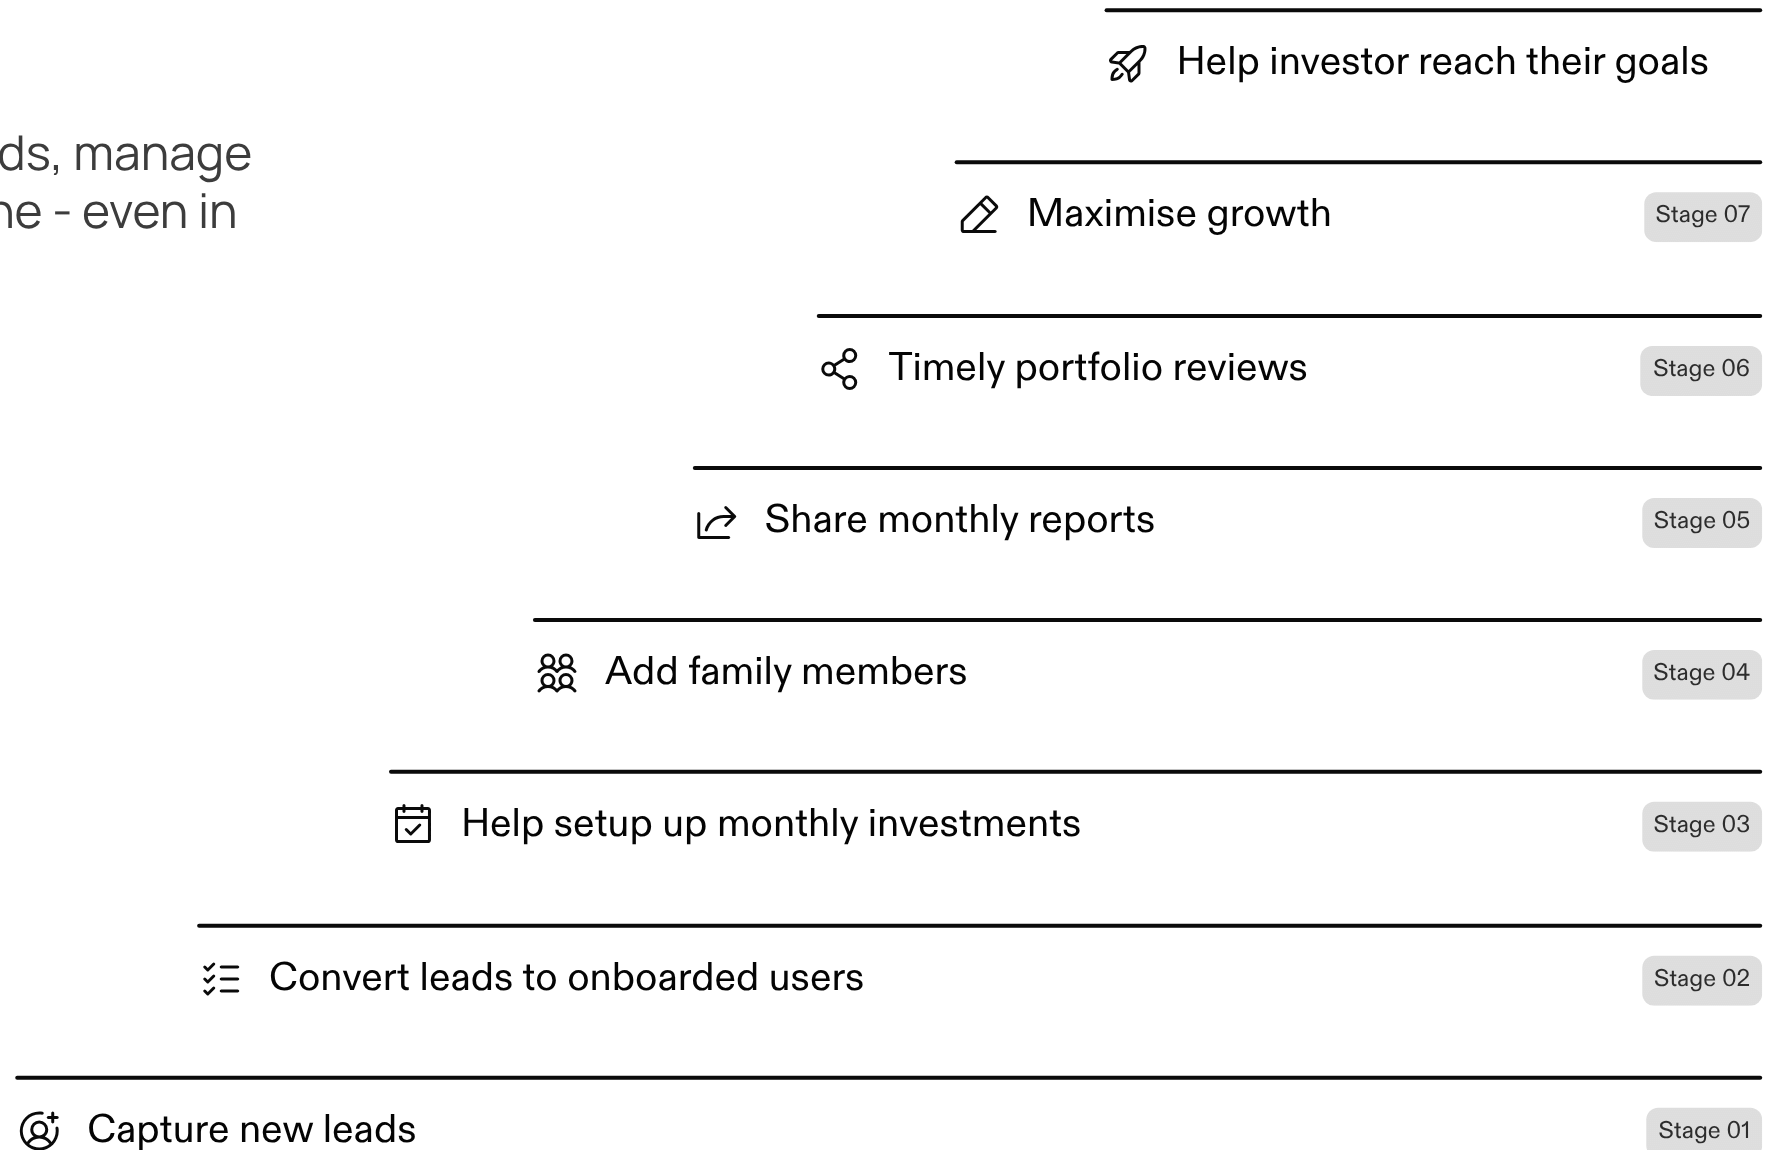 Help investor reach their goals
ds, manage
e - even in
Maximise growth
Stage 07
Timely portfolio reviews
Stage 06
Share monthly reports
Stage 05
Add family members
Stage 04
Help setup up monthly investments
Stage 03
Convert leads to onboarded users
Stage 02
Capture new leads
Stage 01